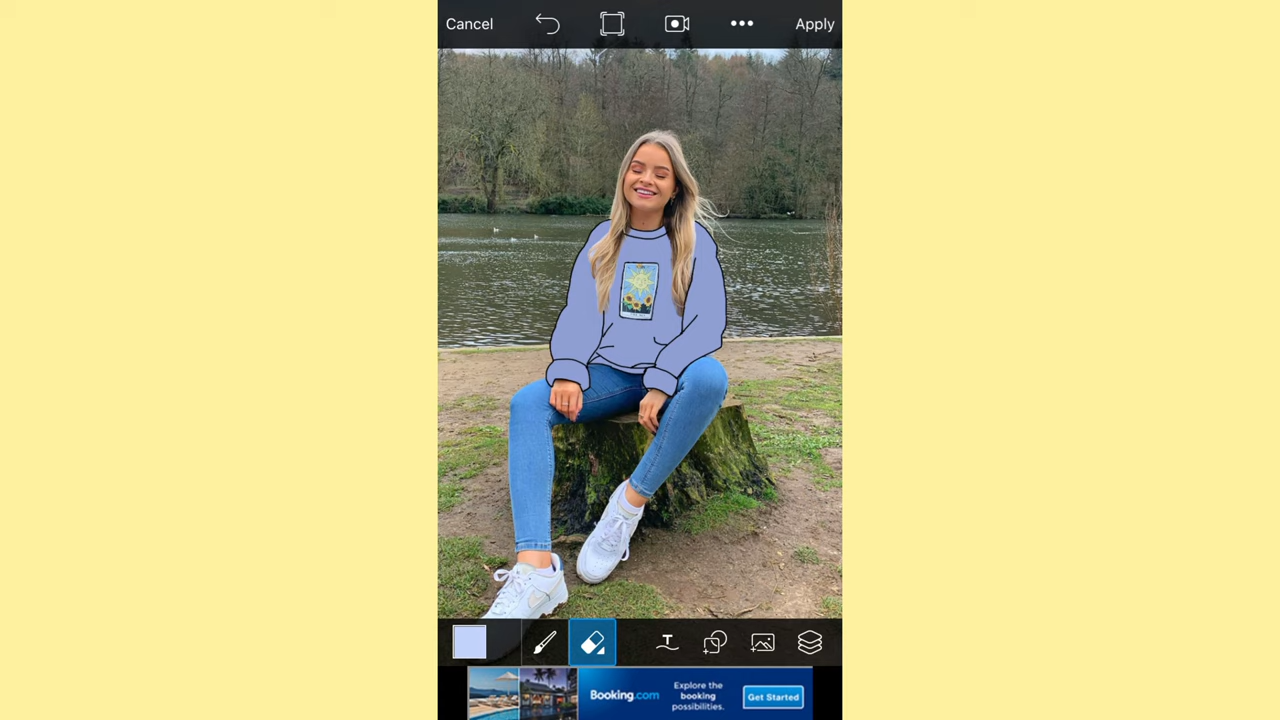 Cancel
Apply
T
Booking.com
Explore the
booking
possibilities.
Get Started